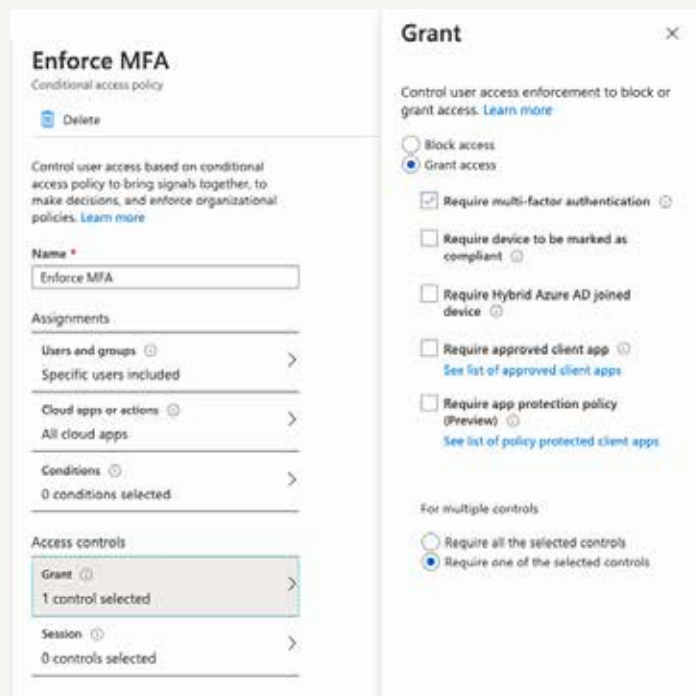 Enforce MFA
Conditional access policy
Delete
Control user access based on conditional
access policy to bring signals together, to
make decisions, and enforce organizational
policies. Learn more
Name *
Enforce MFA
Assignments
Users and groups
Specific users included
Cloud apps or actions
All cloud apps
Conditions
0 conditions selected
Access controls
Grant
1 control selected
Session
0 controls selected
Grant
Control user access enforcement to block or
grant access. Learn more
Block access
Grant access
Require multi-factor authentication
Require device to be marked as
compliant
Require Hybrid Azure AD joined
device
Require approved client app
See list of approved client apps
Require app protection policy
(Preview)
See list of policy protected client apps
For multiple controls
Require all the selected controls
Require one of the selected controls